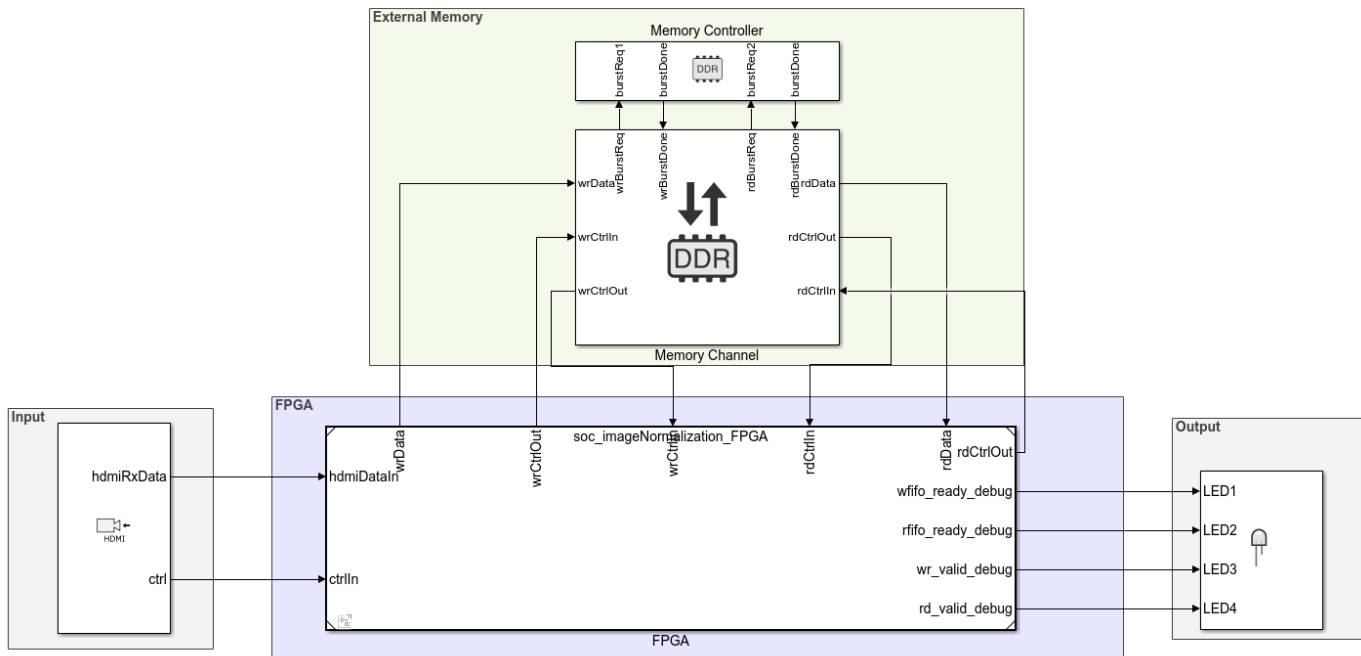 External Memory
Memory Controller
burstReq1
burstDone
burstReq2
burstDone
DDR
wrBurstReq
wrBurstDone
rdBurstReq
rdBurstDone
wrData
rdData
wrCtrlIn
rdCtrlOut
DDR
wrCtrlOut
rdCtrlIn
Memory Channel
Input
hdmiRxData
HDMI
ctrl
FPGA
soc_imageNormalization_FPGA
wrData
wrCtrlOut
wrCtrlIn
rdCtrlIn
rdData
rdCtrlOut
hdmiDataIn
wfifo_ready_debug
rfifo_ready_debug
wr_valid_debug
ctrlIn
rd_valid_debug
FPGA
Output
LED1
LED2
LED3
LED4